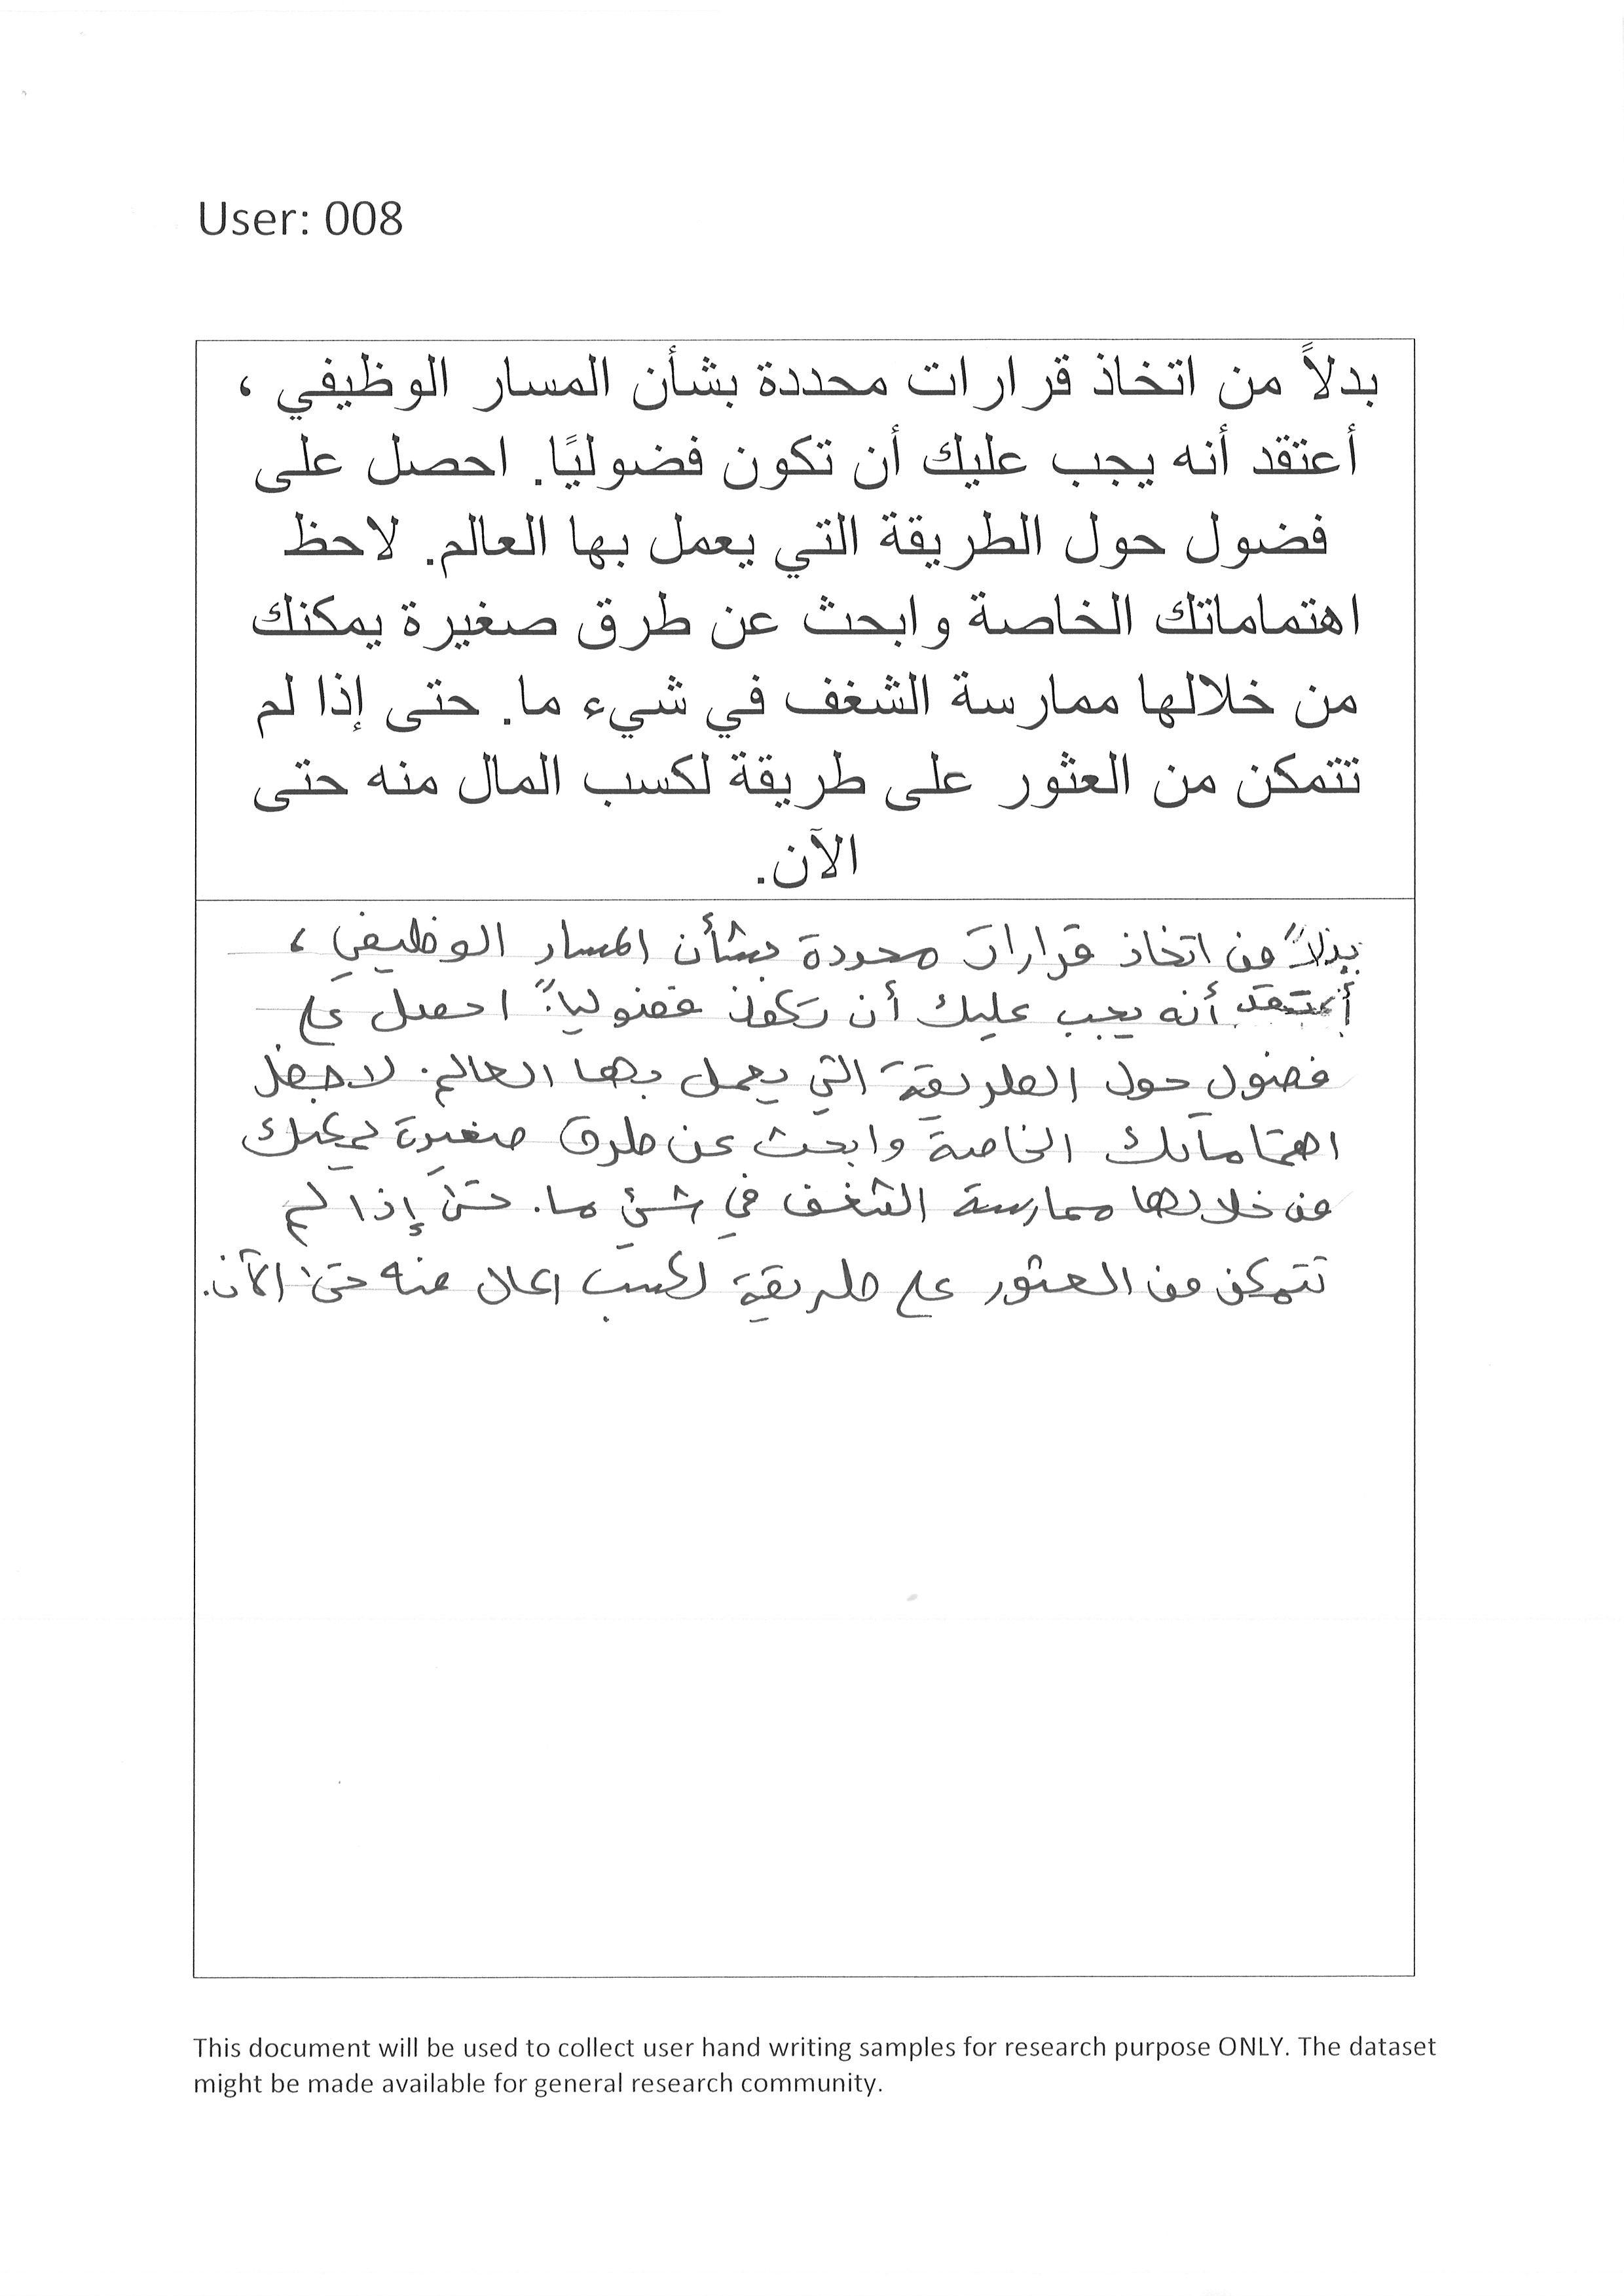 User: 008
بدلاً من اتخاذ قرارات محددة بشأن المسار الوظيفي ،
أعتقد أنه يجب عليك أن تكون فضوليًا. احصل على
فضول حول الطريقة التي يعمل بها العالم. لاحظ
اهتماماتك الخاصة وابحث عن طرق صغيرة يمكنك
من خلالها ممارسة الشغف في شيء ما. حتى إذا لم
تتمكن من العثور على طريقة لكسب المال منه حتى
الآن.
بدلاً من اتخاذ قرارات محددة بشأن المسار الوظيفي ،
أعتقد أنه يجب عليك أن تكون فضولياً. احصل على
فضول حول الطريقة التي يعمل بها العالم. لاحظ
اهتماماتك الخاصة وابحث عن طرق صغيرة يمكنك
من خلالها ممارسة الشغف في شيئ ما. حتى إذا لم
تتمكن من العثور على طريقة لكسب المال منه حتى الآن.
This document will be used to collect user hand writing samples for research purpose ONLY. The dataset
might be made available for general research community.